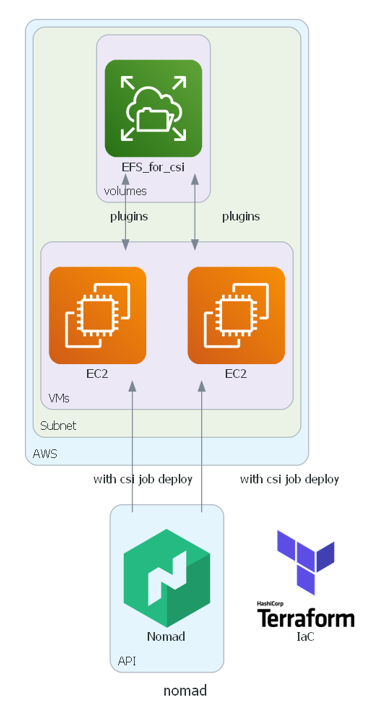 EFS_for_csi
volumes
plugins plugins
EC2 EC2
VMs
Subnet
AWS
with csi job deploy with csi job deploy
HashiCorp
Terraform
Nomad IaC
API
nomad